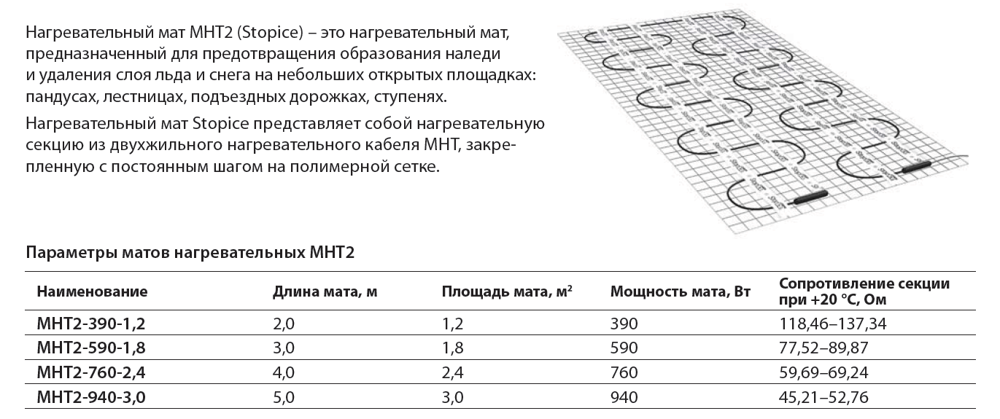 Нагревательный мат МНТ2 (Stopice) – это нагревательный мат,
предназначенный для предотвращения образования наледи
и удаления слоя льда и снега на небольших открытых площадках:
пандусах, лестницах, подъездных дорожках, ступенях.
Нагревательный мат Stopice представляет собой нагревательную
секцию из двухжильного нагревательного кабеля МНТ, закре-
пленную с постоянным шагом на полимерной сетке.
Параметры матов нагревательных МНТ2
Наименование Длина мата, м Площадь мата, м² Мощность мата, Вт Сопротивление секции при +20 °С, Ом
МНТ2-390-1,2 2,0 1,2 390 118,46–137,34
МНТ2-590-1,8 3,0 1,8 590 77,52–89,87
МНТ2-760-2,4 4,0 2,4 760 59,69–69,24
МНТ2-940-3,0 5,0 3,0 940 45,21–52,76